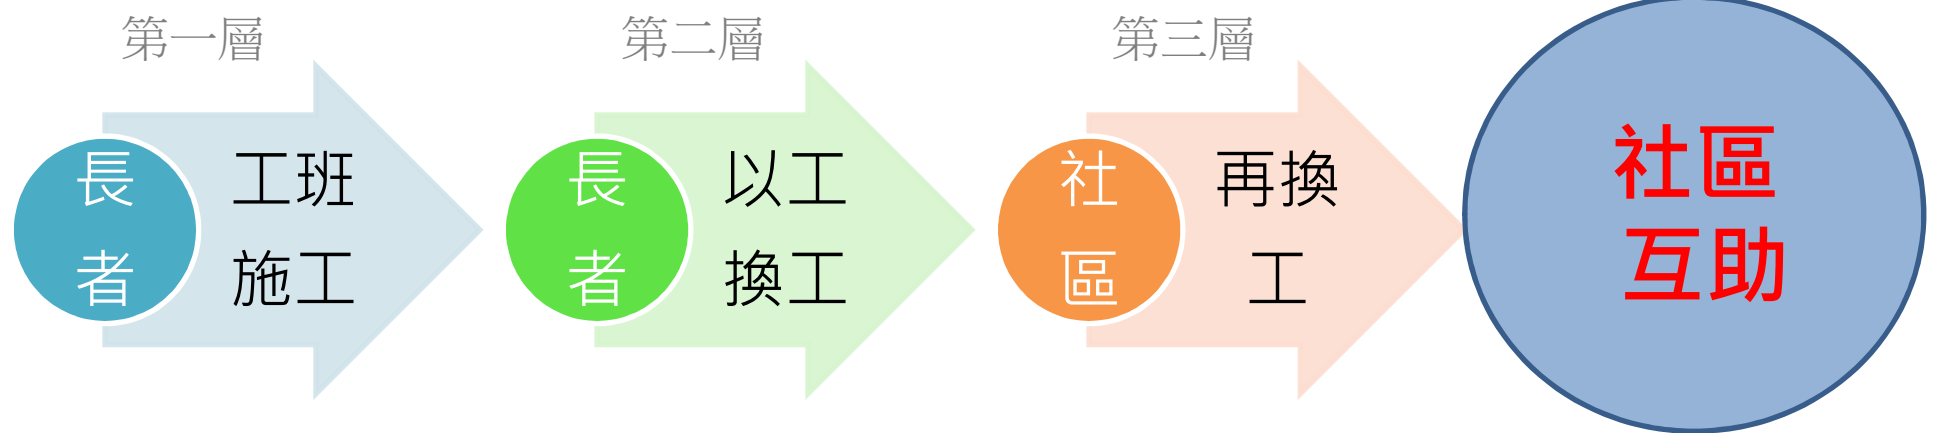 第一層
長
者
工班
施工
第二層
長
者
以工
換工
第三層
社
區
再換
工
社區
互助